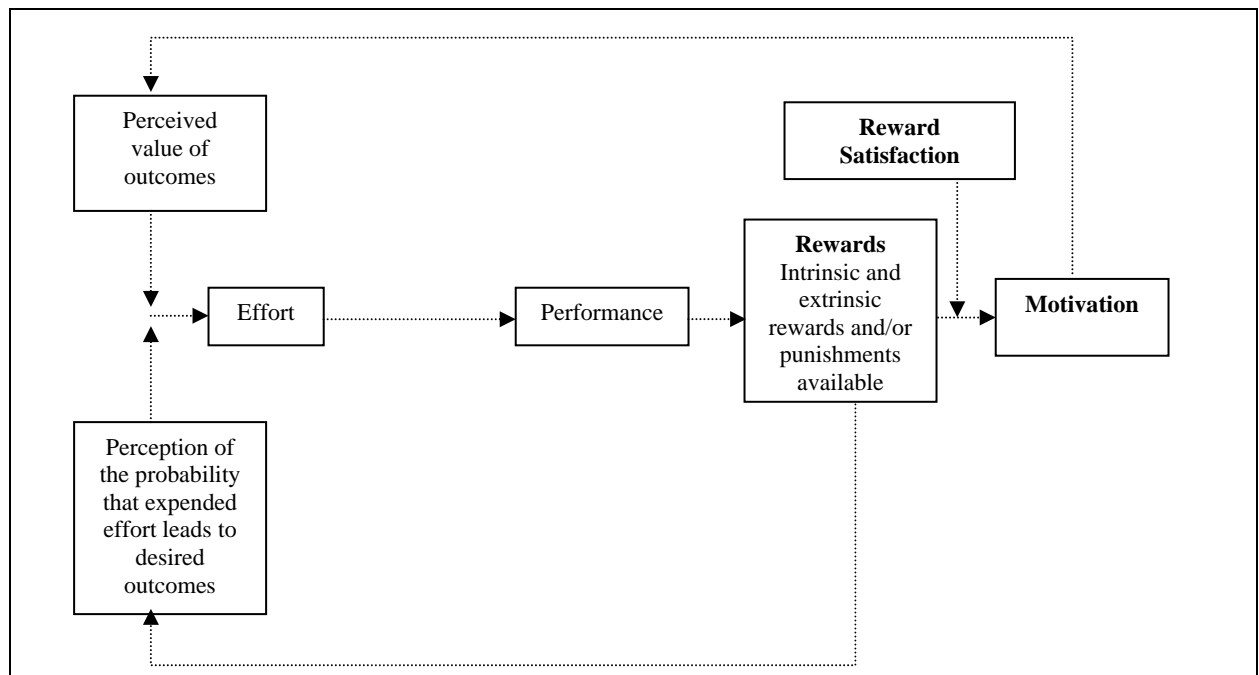 Perceived
value of
outcomes
Reward
Satisfaction
Effort
Performance
Rewards
Intrinsic and
extrinsic
rewards and/or
punishments
available
Motivation
Perception of
the probability
that expended
effort leads to
desired
outcomes